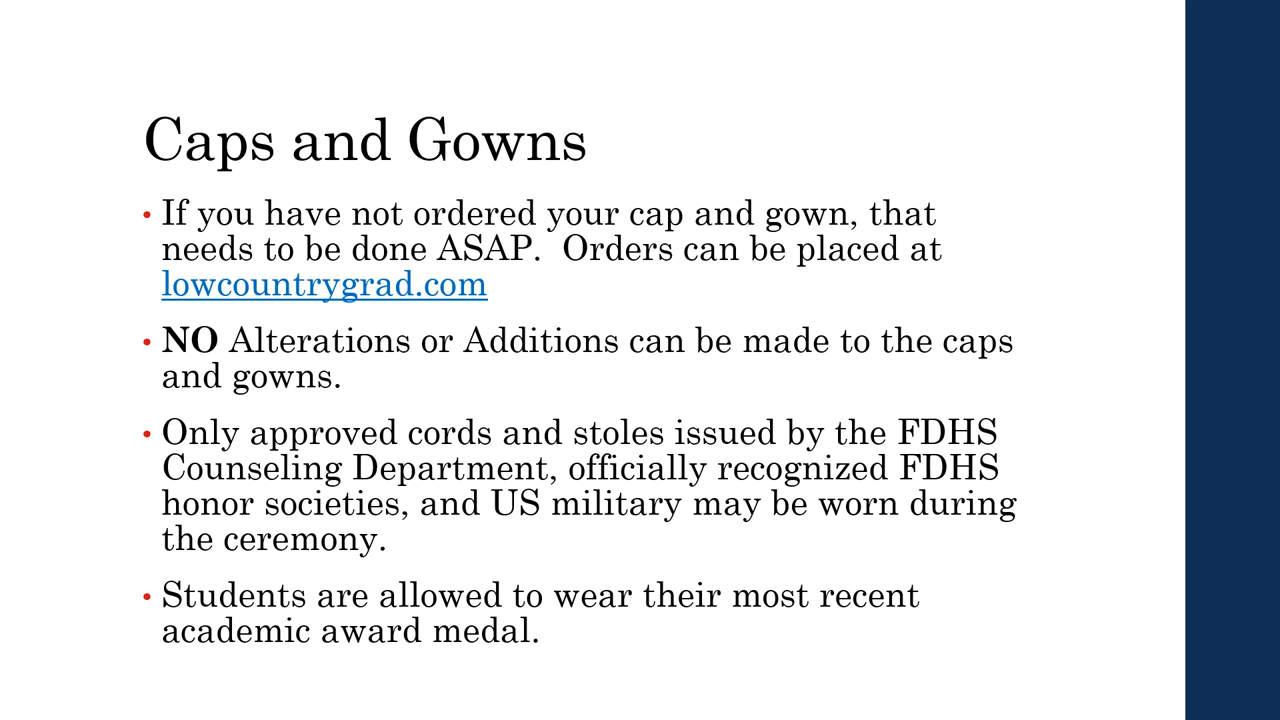 Caps and Gowns
• If you have not ordered your cap and gown, that
needs to be done ASAP.  Orders can be placed at
lowcountrygrad.com
• NO Alterations or Additions can be made to the caps
and gowns.
• Only approved cords and stoles issued by the FDHS
Counseling Department, officially recognized FDHS
honor societies, and US military may be worn during
the ceremony.
• Students are allowed to wear their most recent
academic award medal.